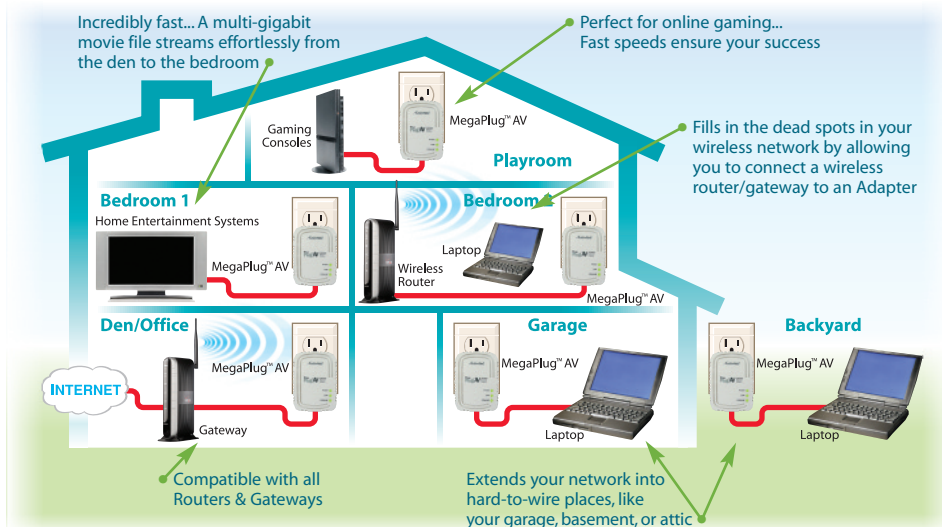 Incredibly fast... A multi-gigabit
movie file streams effortlessly from
the den to the bedroom
Perfect for online gaming...
Fast speeds ensure your success
Gaming
Consoles
MegaPlug™ AV
Playroom
Fills in the dead spots in your
wireless network by allowing
you to connect a wireless
router/gateway to an Adapter
Bedroom 1
Home Entertainment Systems
MegaPlug™ AV
Bedroom
Laptop
Wireless
Router
MegaPlug™ AV
Den/Office
MegaPlug™ AV
INTERNET
Gateway
Garage
MegaPlug™ AV
Laptop
Backyard
MegaPlug™ AV
Laptop
Compatible with all
Routers & Gateways
Extends your network into
hard-to-wire places, like
your garage, basement, or attic